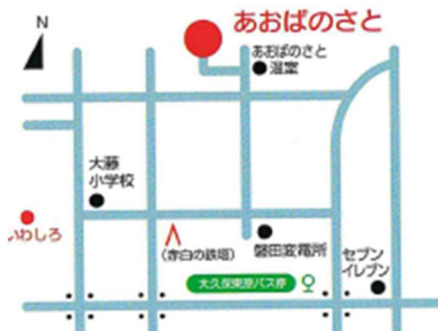 N
あおばのさと
あおばのさと
温室
大藤
小学校
いわしろ
(赤白の鉄塔)
磐田変電所
セブン
イレブン
大久保東原バス停